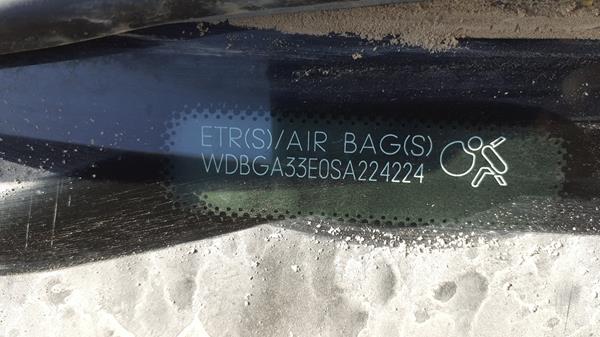 ETR(S)/AIR BAG(S)
WDBGA33E0SA224224